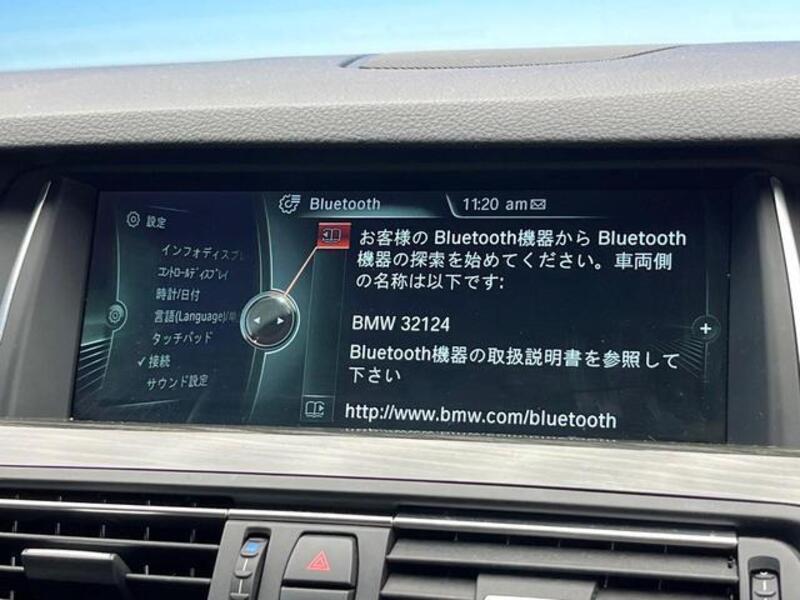 Bluetooth
11:20 am
設定
インフォディスプレ
コントロールディスプレイ
時計/日付
言語(Language)/単
タッチパッド
接続
サウンド設定
お客様の Bluetooth機器から Bluetooth
機器の探索を始めてください。車両側
の名称は以下です:
BMW 32124
Bluetooth機器の取扱説明書を参照して
下さい
http://www.bmw.com/bluetooth